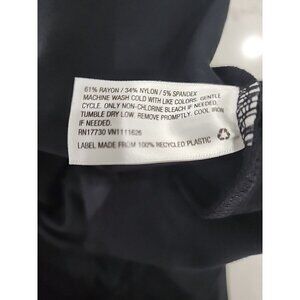 61% RAYON / 34% NYLON / 5% SPANDEX
MACHINE WASH COLD WITH LIKE COLORS, GENTLE
CYCLE. ONLY NON-CHLORINE BLEACH IF NEEDED.
TUMBLE DRY LOW. REMOVE PROMPTLY. COOL IRON
IF NEEDED.
RN17730 VN1111626
LABEL MADE FROM 100% RECYCLED PLASTIC